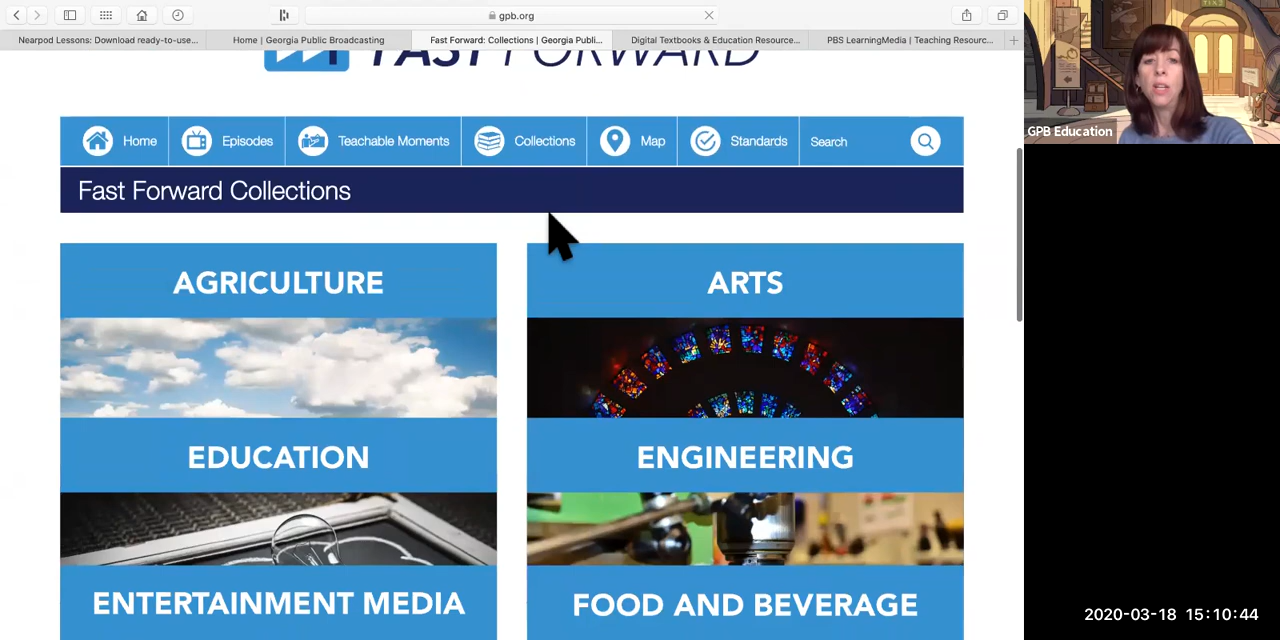 gpb.org
Nearpod Lessons: Download ready-to-use...
Home | Georgia Public Broadcasting
Fast Forward: Collections | Georgia Publi...
Digital Textbooks & Education Resource...
PBS LearningMedia | Teaching Resourc...
FAST FORWARD
Home
Episodes
Teachable Moments
Collections
Map
Standards
Search
Fast Forward Collections
AGRICULTURE
ARTS
EDUCATION
ENGINEERING
ENTERTAINMENT MEDIA
FOOD AND BEVERAGE
GPB Education
2020-03-18 15:10:44